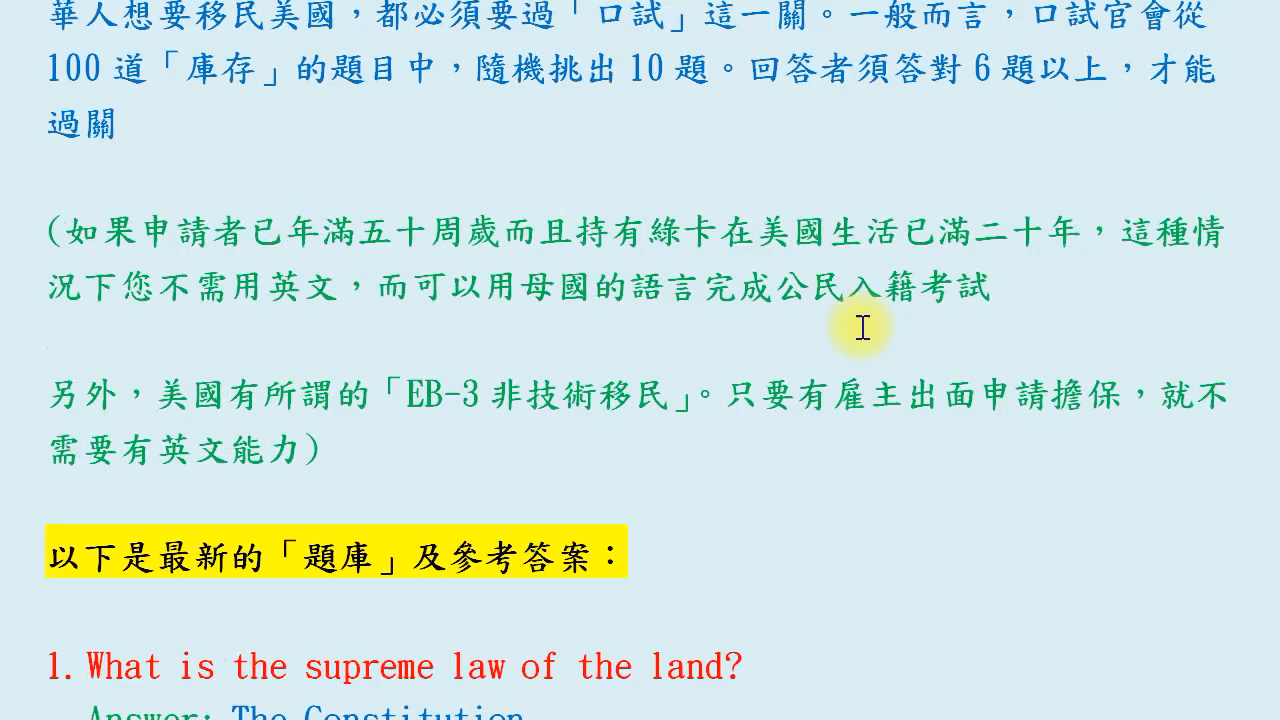 華人想要移民美國，都必須要過「口試」這一關。一般而言，口試官會從
100 道「庫存」的題目中，隨機挑出 10 題。回答者須答對 6 題以上，才能
過關
(如果申請者已年滿五十周歲而且持有綠卡在美國生活已滿二十年，這種情
況下您不需用英文，而可以用母國的語言完成公民入籍考試
另外，美國有所謂的「EB-3 非技術移民」。只要有雇主出面申請擔保，就不
需要有英文能力)
以下是最新的「題庫」及參考答案：
1. What is the supreme law of the land?
Answer: The Constitution